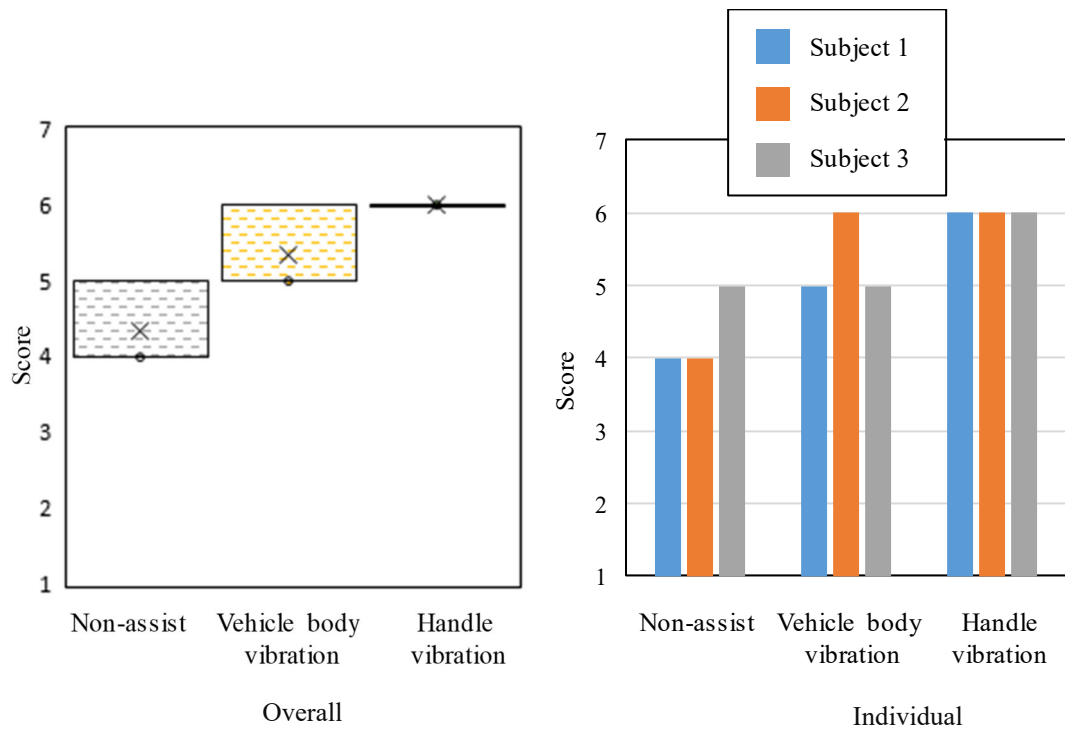 7
6
5
4
3
2
1
Score
Non-assist
Vehicle body
vibration
Handle
vibration
Overall
Subject 1
Subject 2
Subject 3
7
6
5
4
3
2
1
Score
Non-assist
Vehicle body
vibration
Handle
vibration
Individual